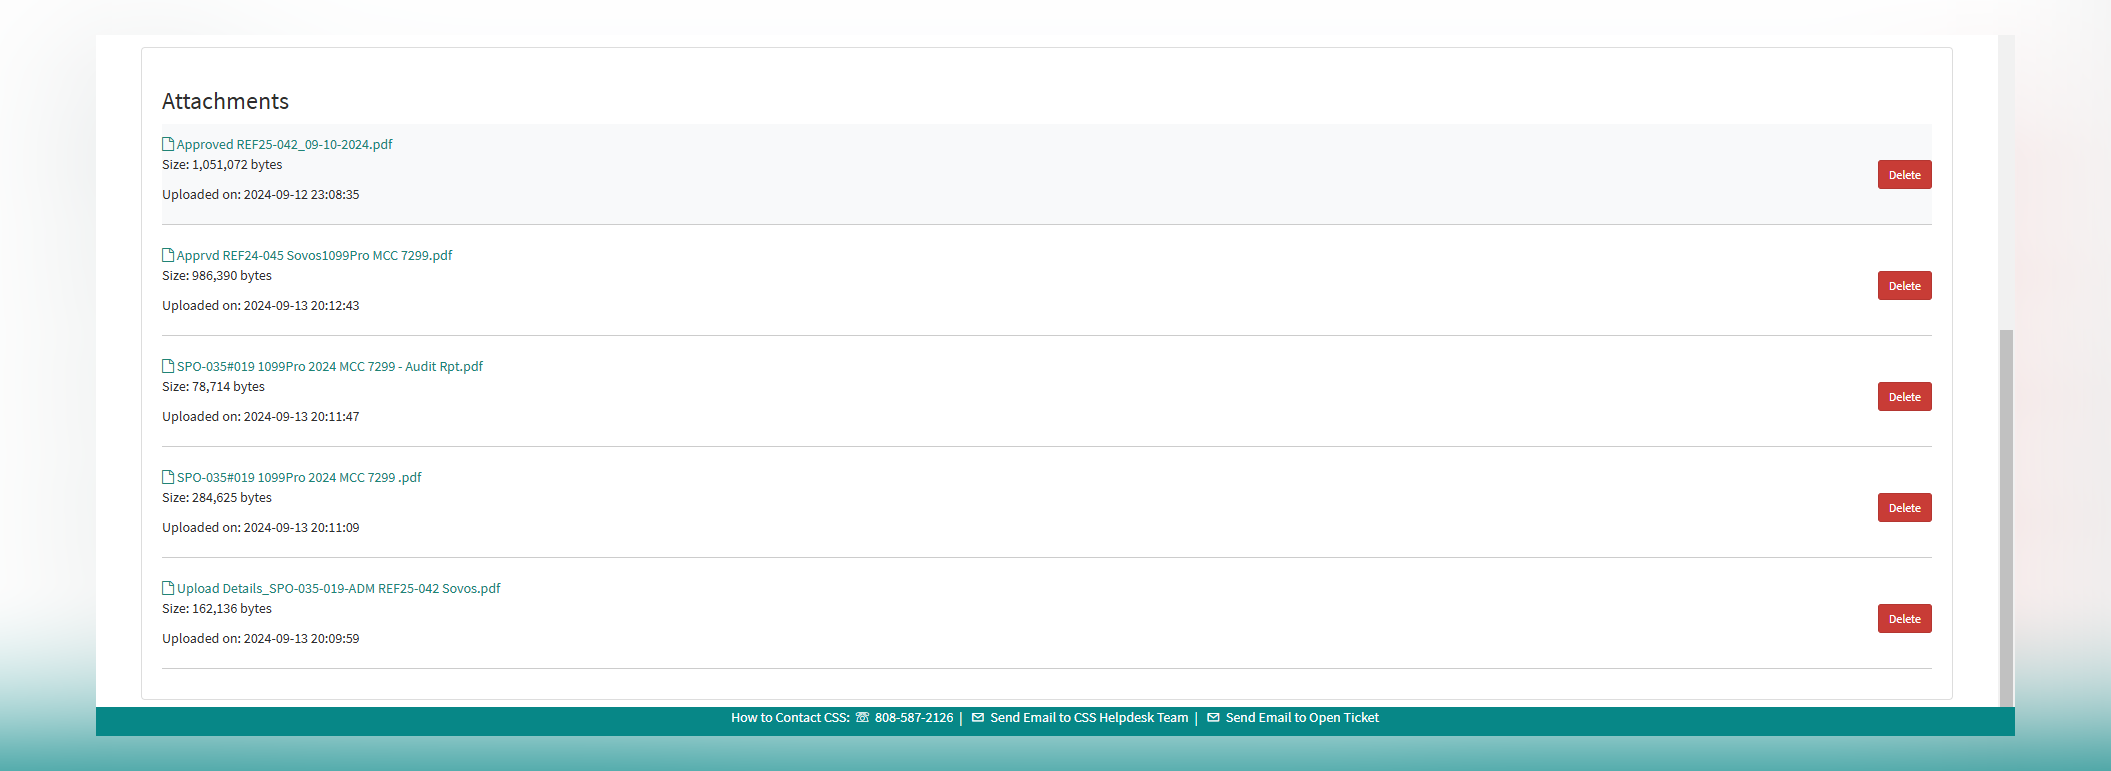 Attachments
Approved REF25-042_09-10-2024.pdf
Size: 1,051,072 bytes
Delete
Uploaded on: 2024-09-12 23:08:35
Apprvd REF24-045 Sovos1099Pro MCC 7299.pdf
Size: 986,390 bytes
Delete
Uploaded on: 2024-09-13 20:12:43
SPO-035#019 1099Pro 2024 MCC 7299 - Audit Rpt.pdf
Size: 78,714 bytes
Delete
Uploaded on: 2024-09-13 20:11:47
SPO-035#019 1099Pro 2024 MCC 7299 .pdf
Size: 284,625 bytes
Delete
Uploaded on: 2024-09-13 20:11:09
Upload Details_SPO-035-019-ADM REF25-042 Sovos.pdf
Size: 162,136 bytes
Delete
Uploaded on: 2024-09-13 20:09:59
How to Contact CSS: ☏ 808-587-2126 | ✉ Send Email to CSS Helpdesk Team | ✉ Send Email to Open Ticket